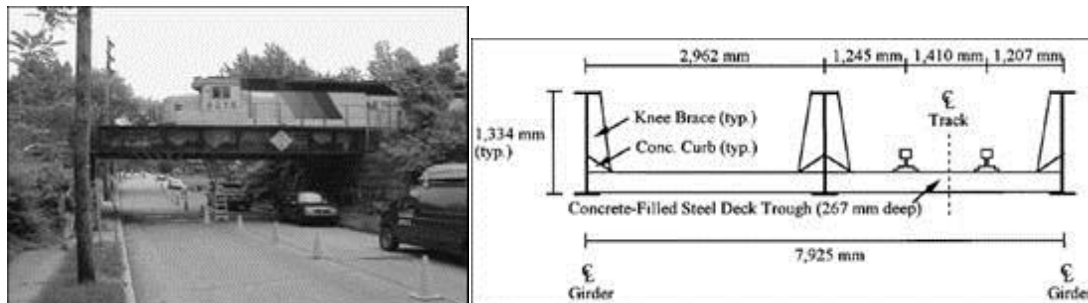 2,962 mm
1,245 mm
1,410 mm
1,207 mm
℄
Track
Knee Brace (typ.)
1,334 mm
(typ.)
Conc. Curb (typ.)
Concrete-Filled Steel Deck Trough (267 mm deep)
7,925 mm
℄
Girder
℄
Girder